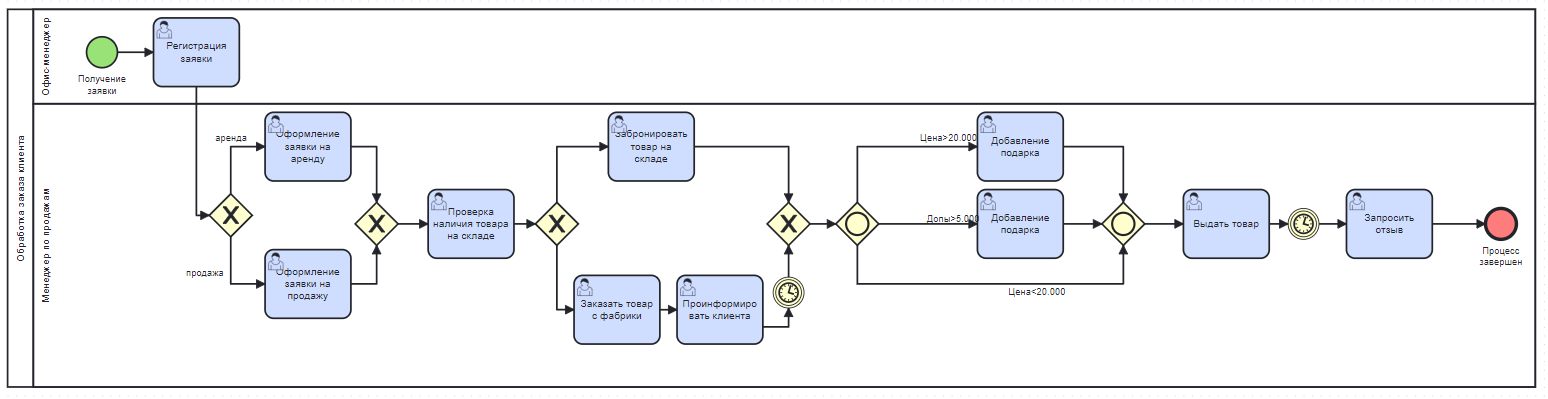 Обработка заказа клиента
Офис-менеджер
Получение
заявки
Регистрация
заявки
Менеджер по продажам
аренда
продажа
Оформление
заявки на
аренду
Оформление
заявки на
продажу
Проверка
наличия товара
на складе
Забронировать
товар на
складе
Заказать товар
с фабрики
Проинформиро
вать клиента
Цена>20.000
Допы>5.000
Цена<20.000
Добавление
подарка
Добавление
подарка
Выдать товар
Запросить
отзыв
Процесс
завершен